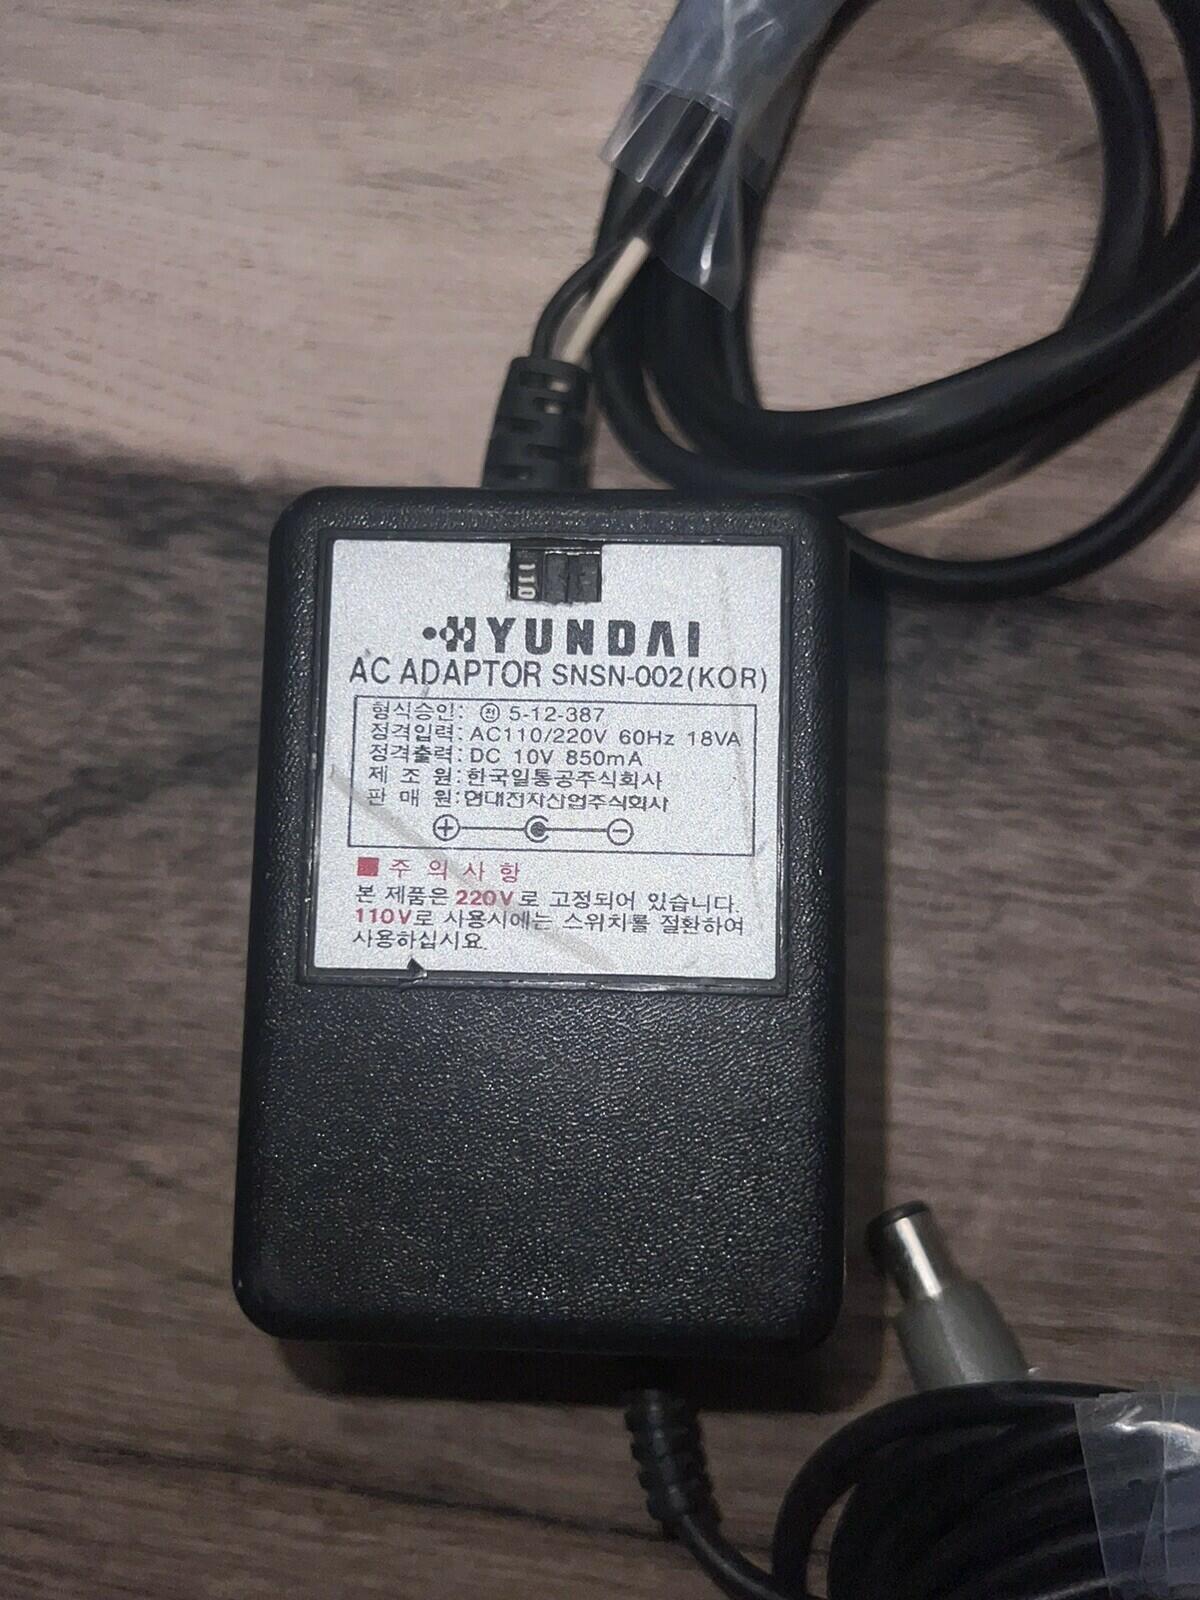 110
HYUNDAI
AC ADAPTOR SNSN-002(KOR)
형식승인: 전 5-12-387
정격입력: AC110/220V 60Hz 18VA
정격출력: DC 10V 850mA
제 조 원: 한국일통공주식회사
판 매 원: 현대전자산업주식회사
■ 주 의 사 항
본 제품은 220V로 고정되어 있습니다.
110V로 사용시에는 스위치를 절환하여
사용하십시요.